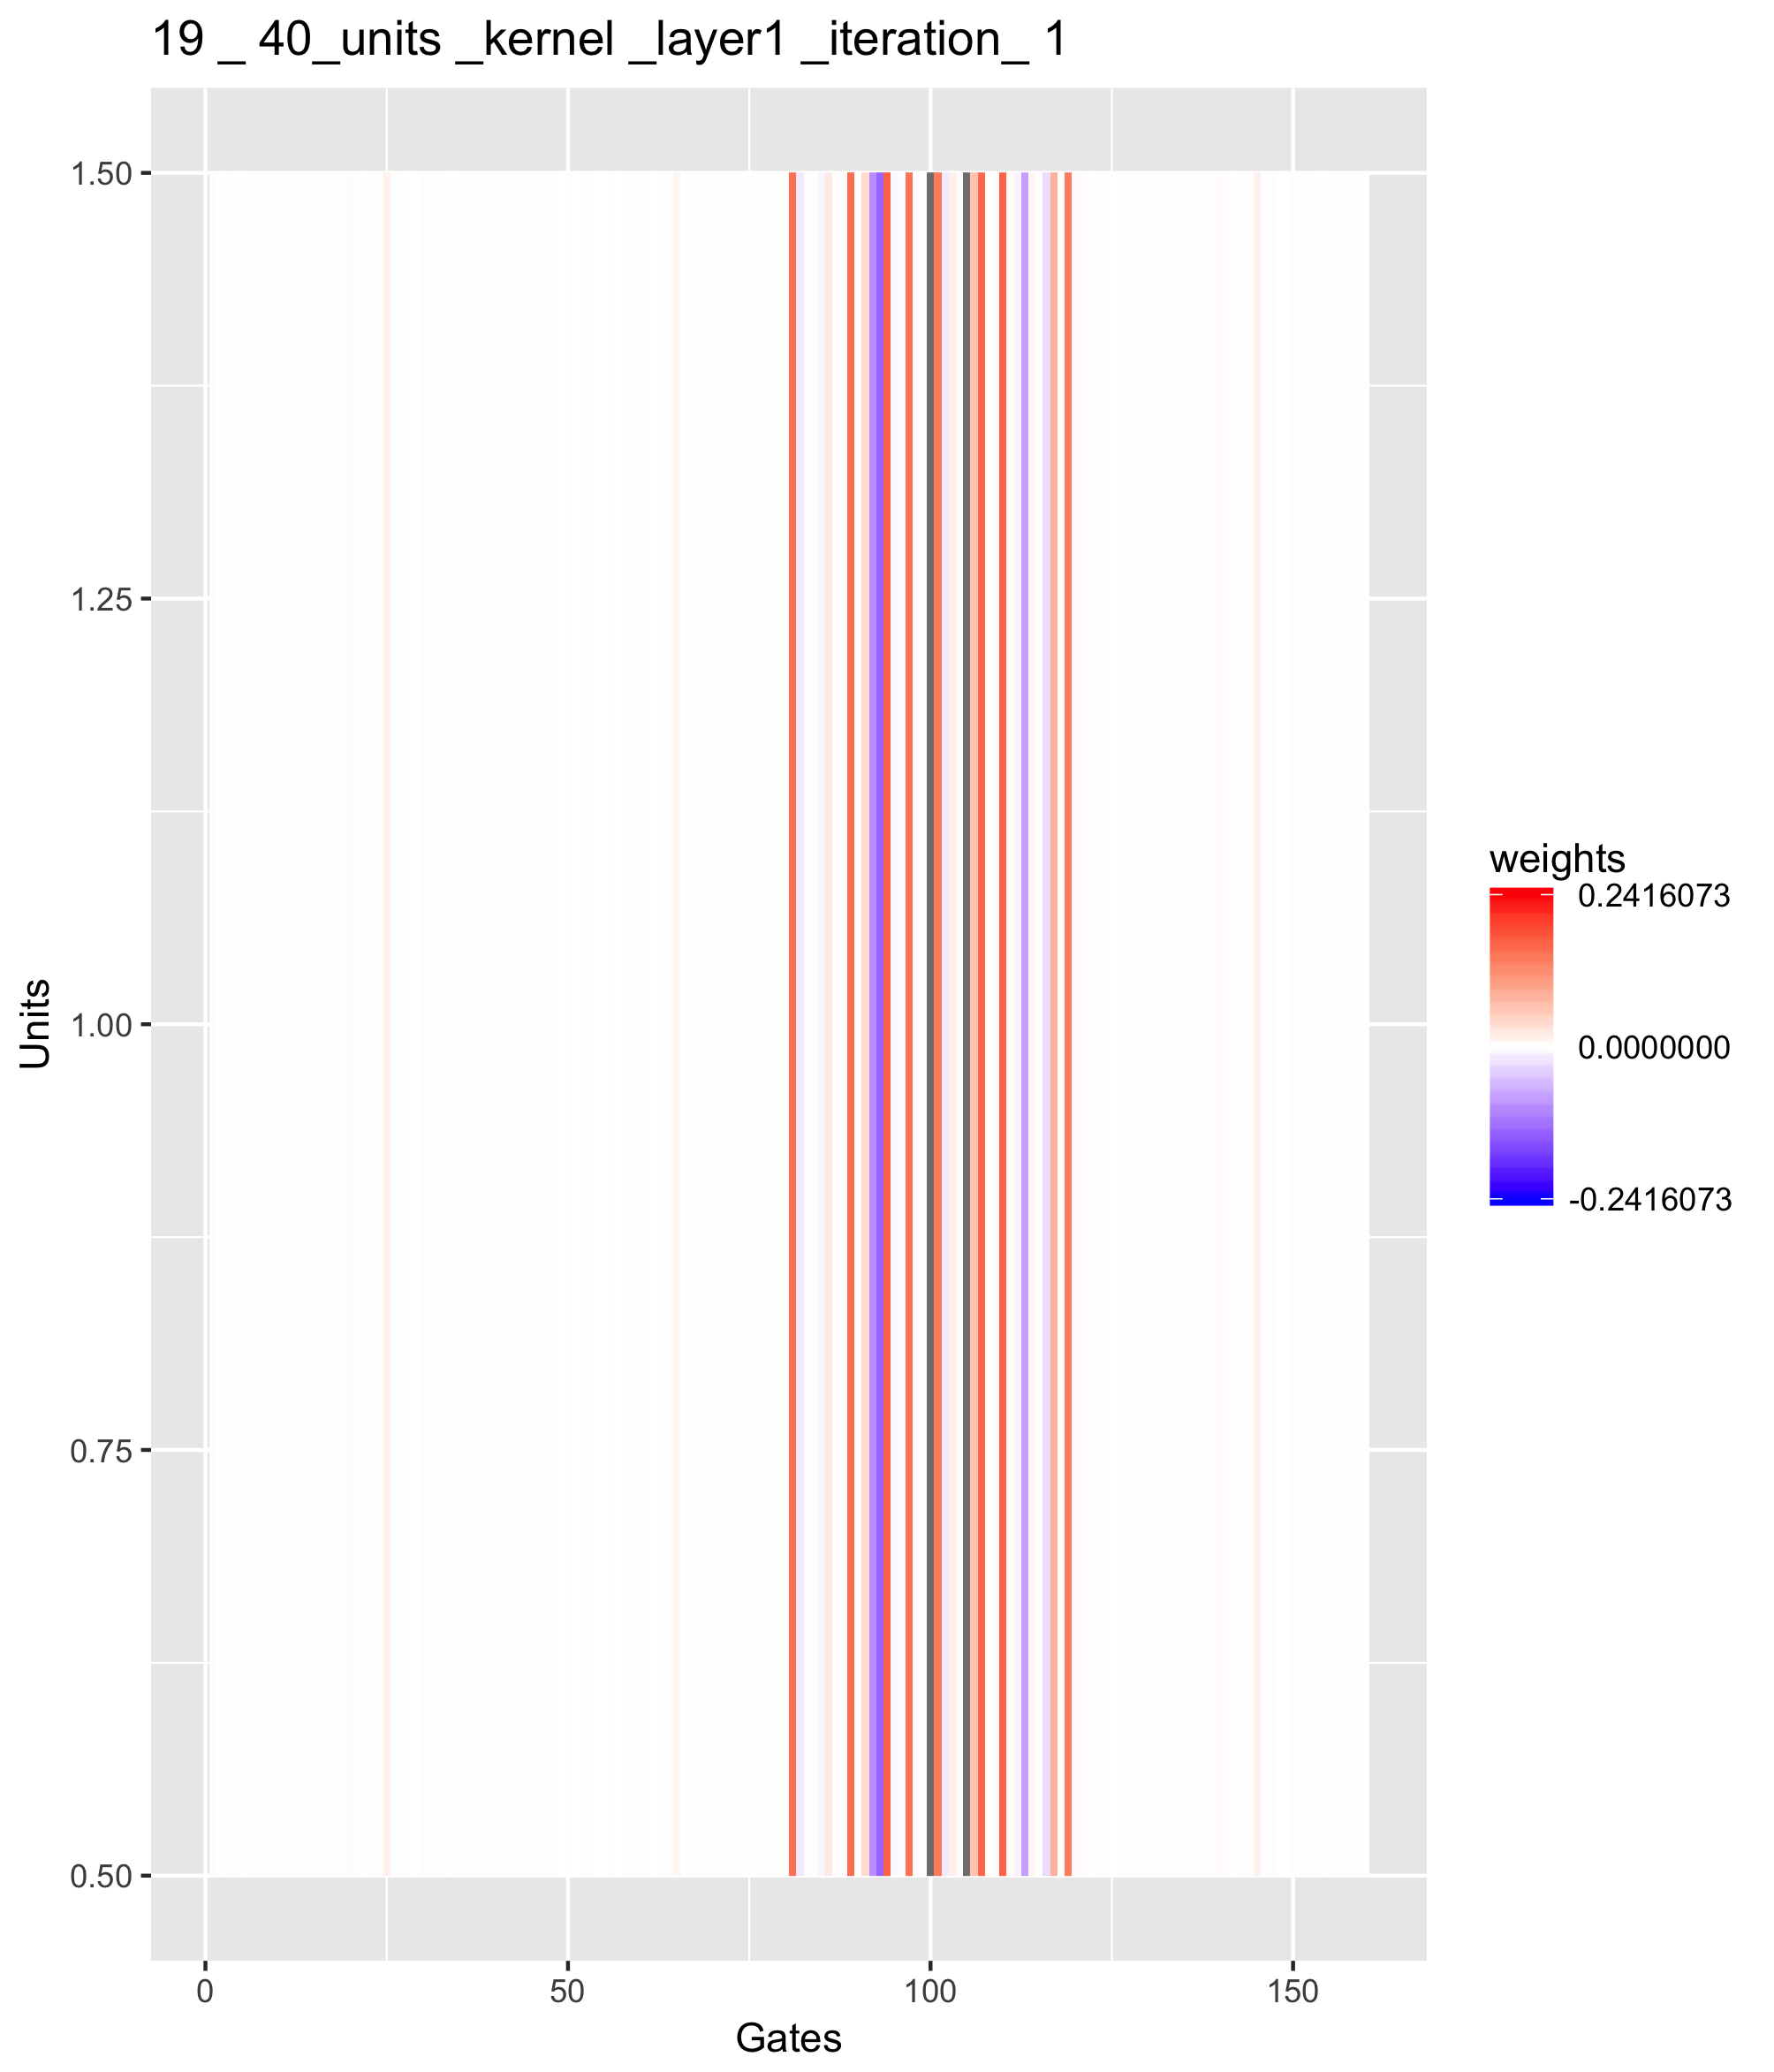 19 _ 40_units _kernel _layer1 _iteration_ 1
1.50
1.25
1.00
0.75
0.50
Units
0 50 100 150
Gates
weights
0.2416073
0.0000000
-0.2416073